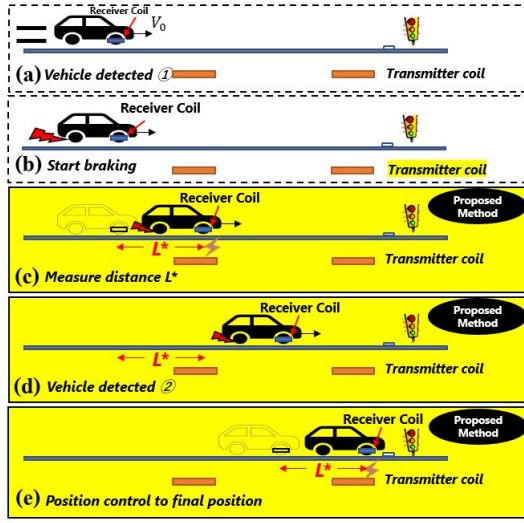 Receiver Coil
V₀
(a) Vehicle detected ① Transmitter coil
Receiver Coil
(b) Start braking Transmitter coil
Proposed
Method
Receiver Coil
L*
(c) Measure distance L* Transmitter coil
Proposed
Method
Receiver Coil
L*
(d) Vehicle detected ② Transmitter coil
Proposed
Method
Receiver Coil
L*
Transmitter coil
(e) Position control to final position